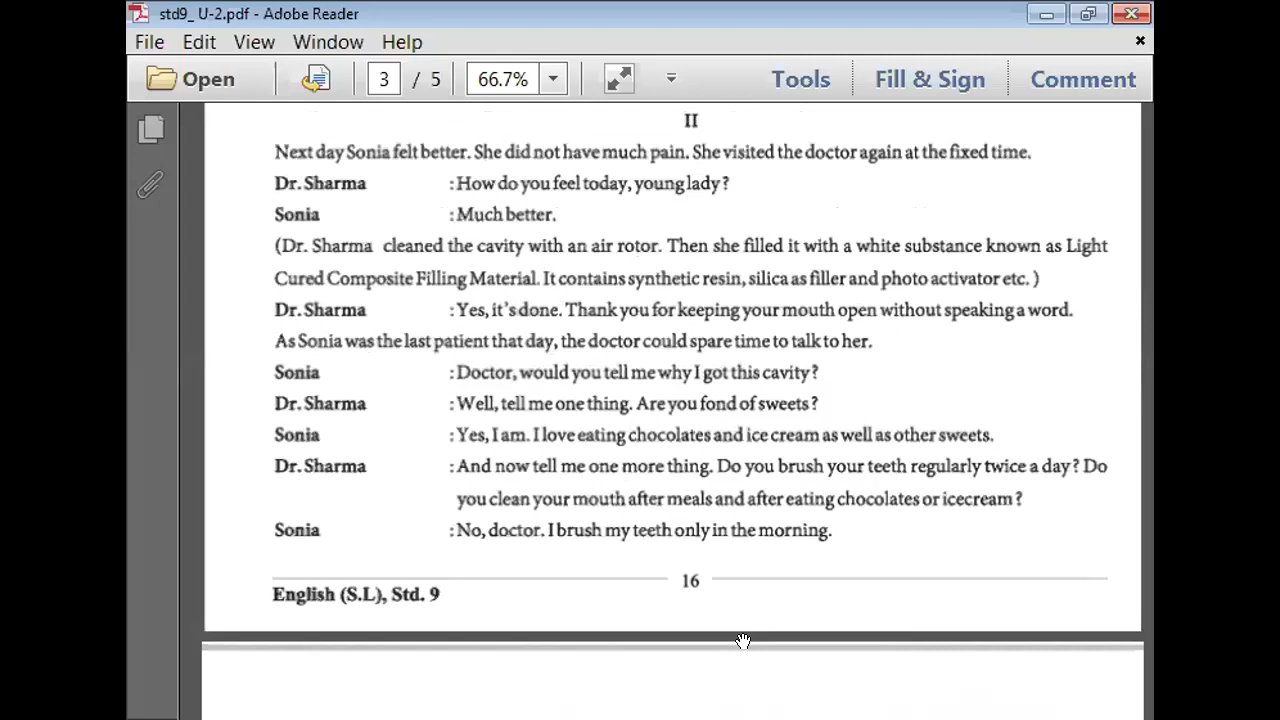 std9_ U-2.pdf - Adobe Reader
File Edit View Window Help
Open 3 / 5 66.7% Tools Fill & Sign Comment
II
Next day Sonia felt better. She did not have much pain. She visited the doctor again at the fixed time.
Dr. Sharma : How do you feel today, young lady?
Sonia : Much better.
(Dr. Sharma cleaned the cavity with an air rotor. Then she filled it with a white substance known as Light
Cured Composite Filling Material. It contains synthetic resin, silica as filler and photo activator etc. )
Dr. Sharma : Yes, it's done. Thank you for keeping your mouth open without speaking a word.
As Sonia was the last patient that day, the doctor could spare time to talk to her.
Sonia : Doctor, would you tell me why I got this cavity?
Dr. Sharma : Well, tell me one thing. Are you fond of sweets?
Sonia : Yes, I am. I love eating chocolates and ice cream as well as other sweets.
Dr. Sharma : And now tell me one more thing. Do you brush your teeth regularly twice a day? Do
you clean your mouth after meals and after eating chocolates or icecream?
Sonia : No, doctor. I brush my teeth only in the morning.
16
English (S.L), Std. 9